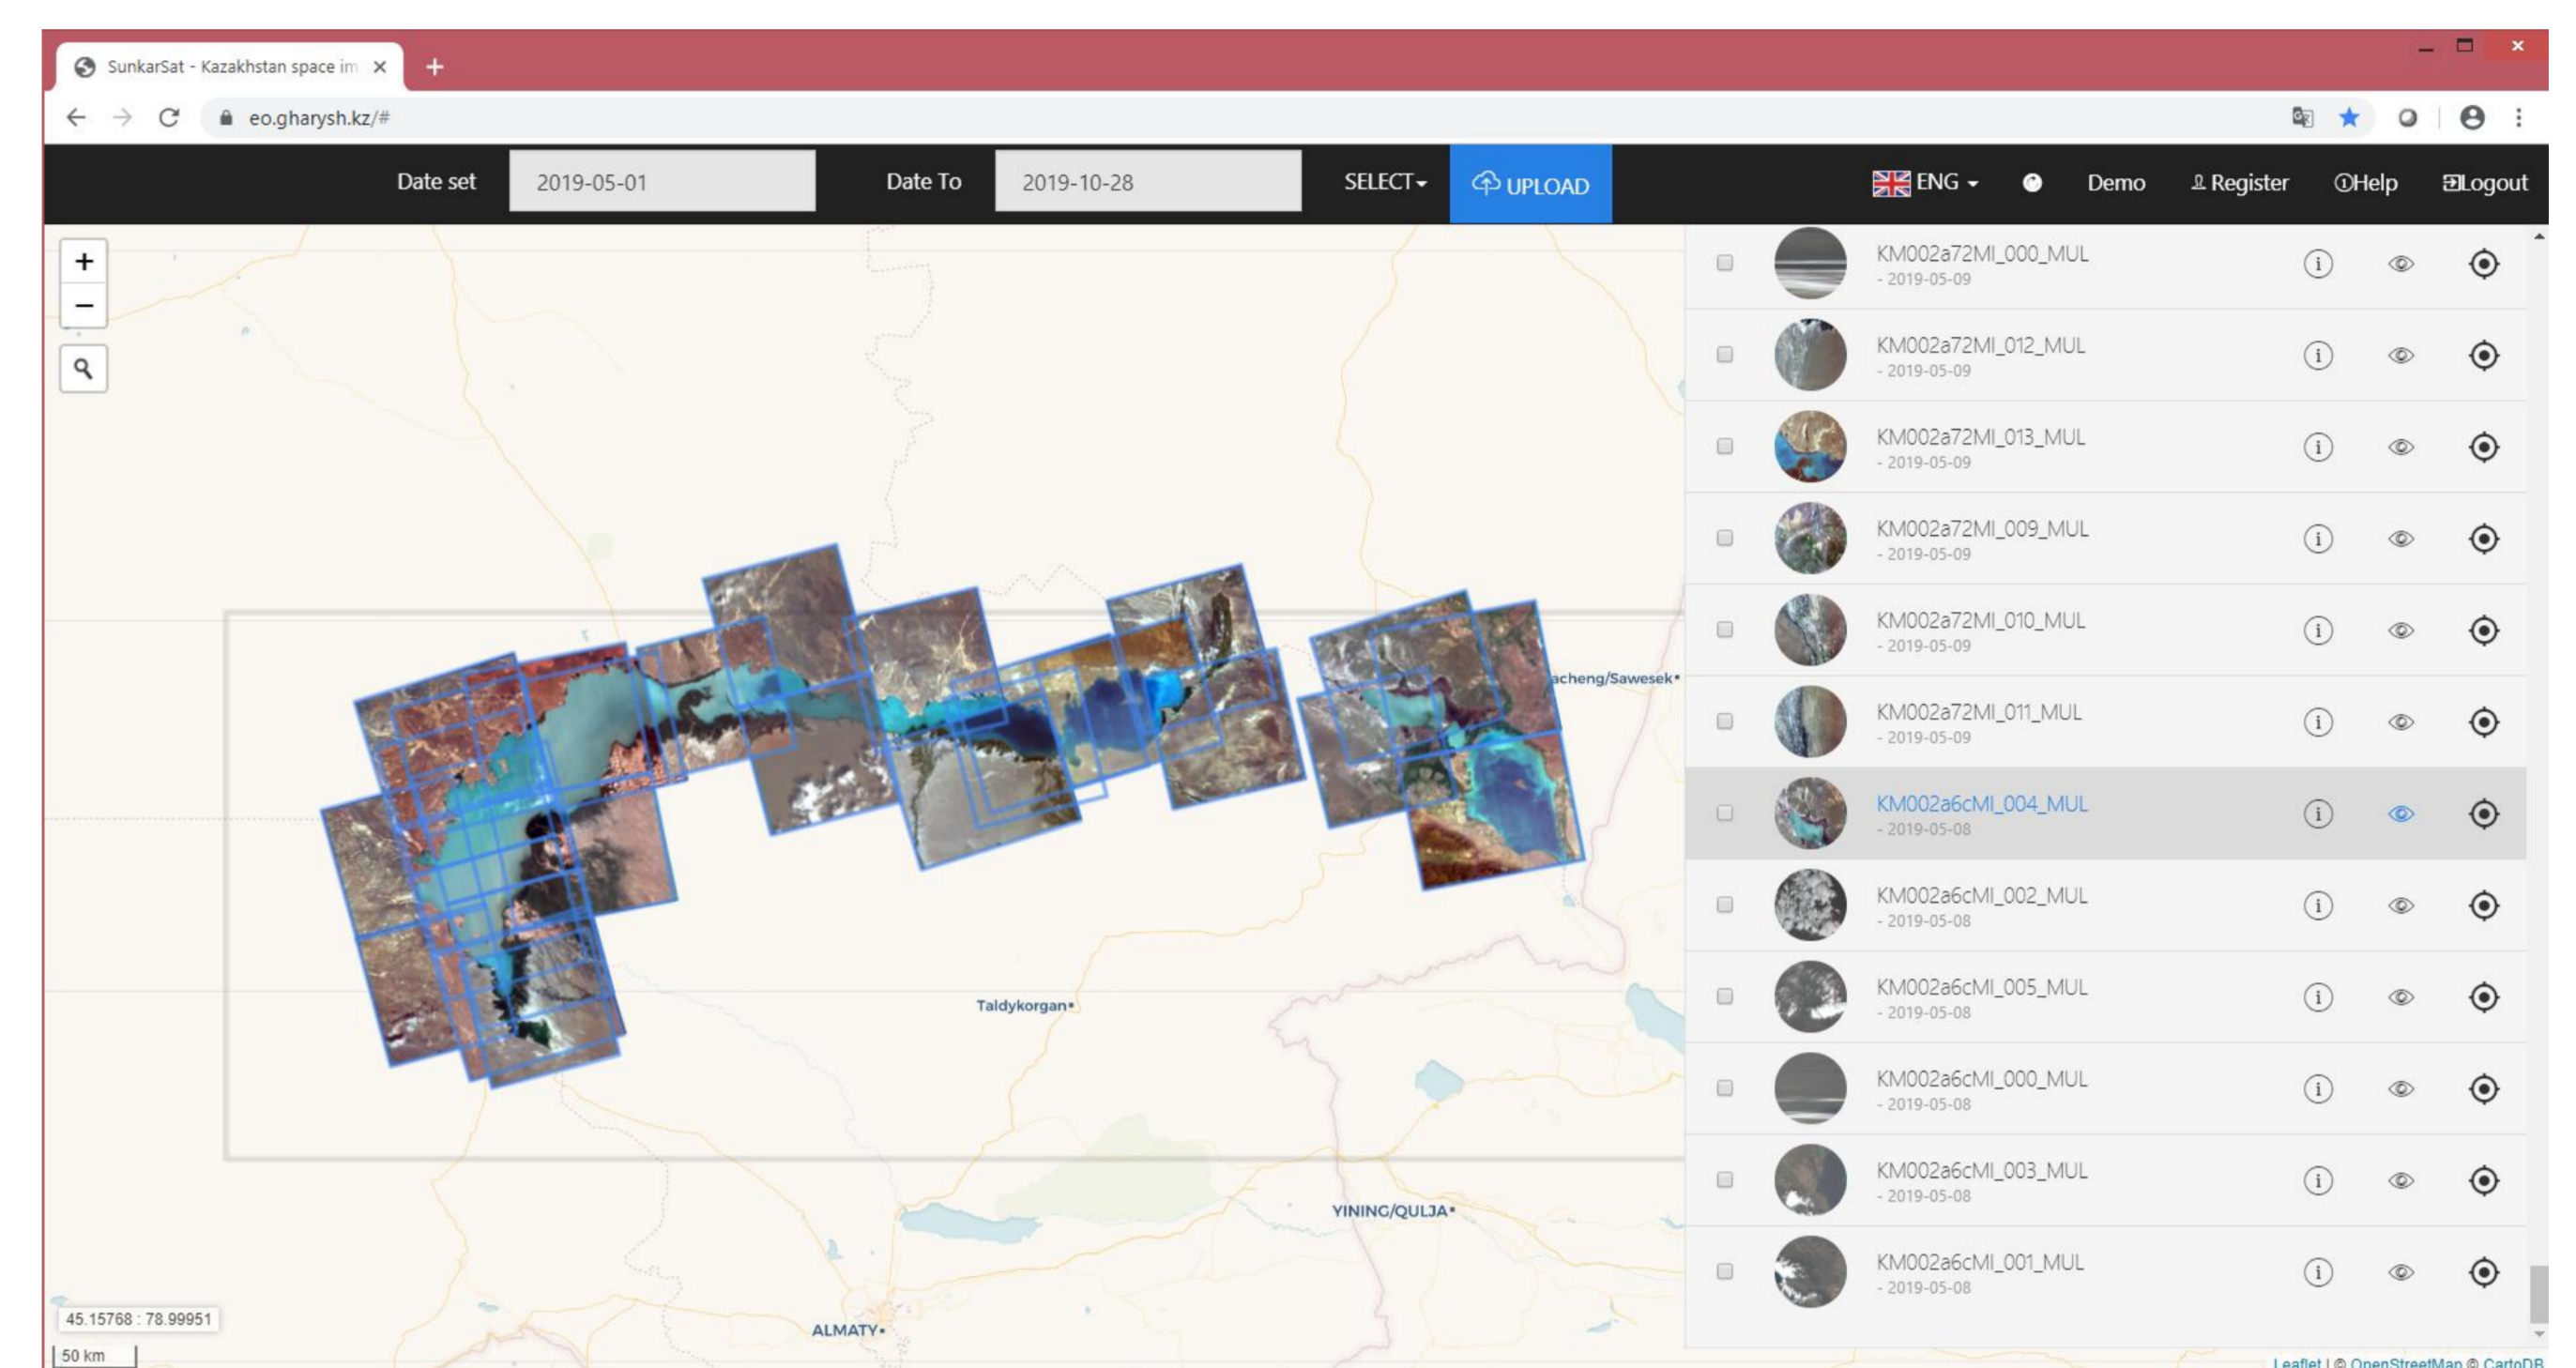 SunkarSat - Kazakhstan space im
eo.gharysh.kz/#
Date set 2019-05-01 Date To 2019-10-28 SELECT UPLOAD ENG Demo Register Help Logout
+
−
KM002a72MI_000_MUL
- 2019-05-09
KM002a72MI_012_MUL
- 2019-05-09
KM002a72MI_013_MUL
- 2019-05-09
KM002a72MI_009_MUL
- 2019-05-09
KM002a72MI_010_MUL
- 2019-05-09
KM002a72MI_011_MUL
- 2019-05-09
KM002a6cMI_004_MUL
- 2019-05-08
KM002a6cMI_002_MUL
- 2019-05-08
KM002a6cMI_005_MUL
- 2019-05-08
KM002a6cMI_000_MUL
- 2019-05-08
KM002a6cMI_003_MUL
- 2019-05-08
KM002a6cMI_001_MUL
- 2019-05-08
acheng/Sawesek
Taldykorgan
YINING/QULJA
ALMATY
45.15768 : 78.99951
50 km
Leaflet | © OpenStreetMap © CartoDB